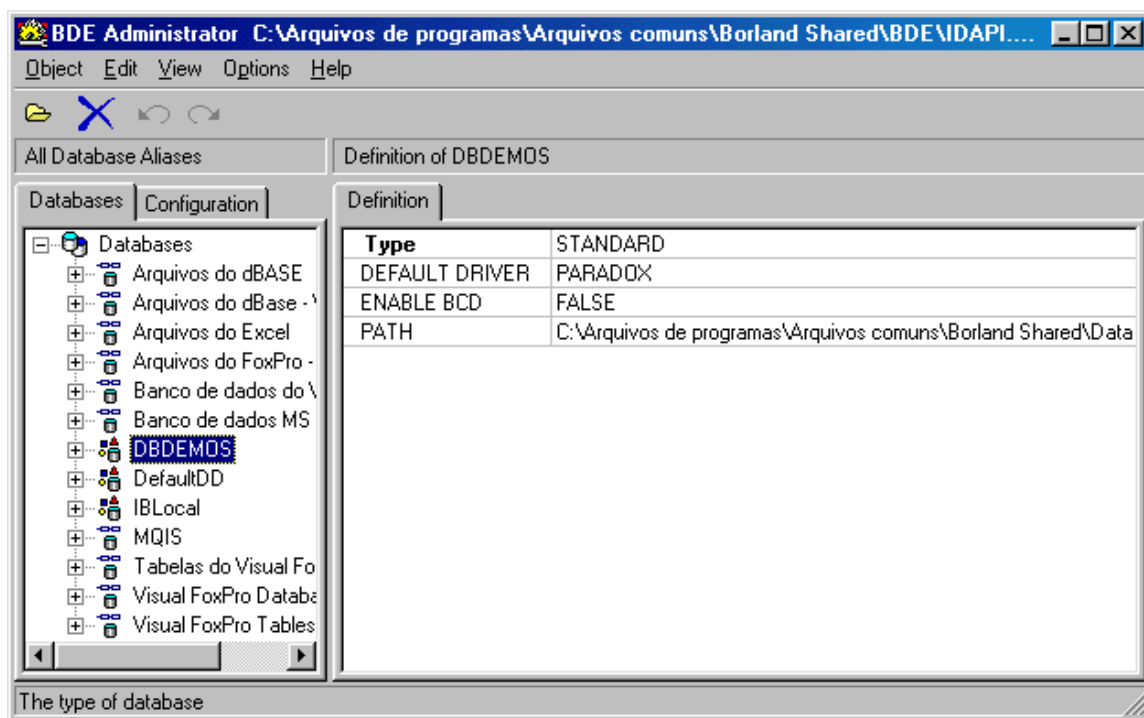 BDE Administrator C:\Arquivos de programas\Arquivos comuns\Borland Shared\BDE\IDAPI....
Object Edit View Options Help
All Database Aliases
Definition of DBDEMOS
Databases Configuration
Definition
Databases
Arquivos do dBASE
Arquivos do dBase -
Arquivos do Excel
Arquivos do FoxPro -
Banco de dados do
Banco de dados MS
DBDEMOS
DefaultDD
IBLocal
MQIS
Tabelas do Visual Fo
Visual FoxPro Databa
Visual FoxPro Tables
Type STANDARD
DEFAULT DRIVER PARADOX
ENABLE BCD FALSE
PATH C:\Arquivos de programas\Arquivos comuns\Borland Shared\Data
The type of database